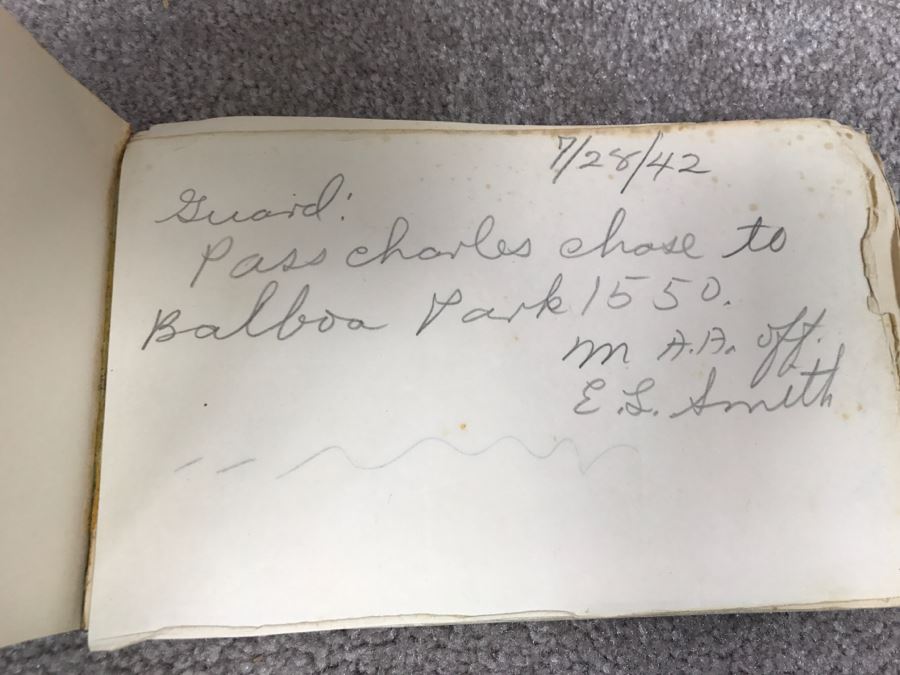 7/28/42
Guard:
Pass charles chase to
Balboa Park 1550.
M A.A. off.
E.L. Smith